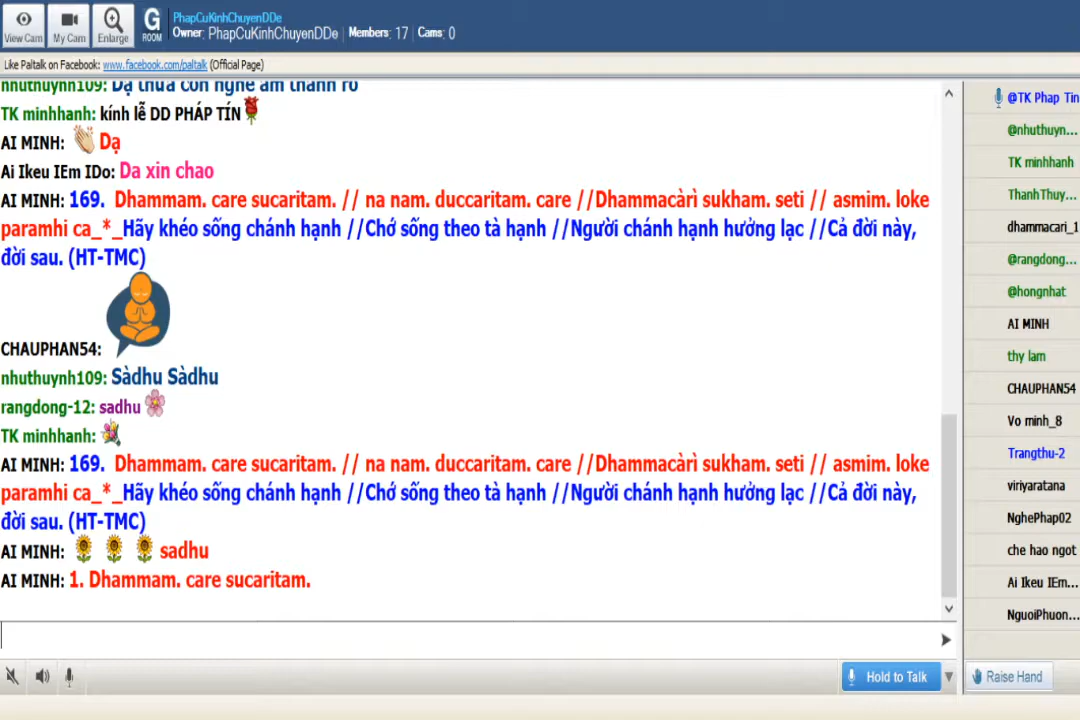 PhapCuKinhChuyenDDe
View Cam
My Cam
Enlarge
G
ROOM
Owner: PhapCuKinhChuyenDDe | Members: 17 | Cams: 0
Like Paltalk on Facebook: www.facebook.com/paltalk (Official Page)
nhuthuynh109: Dạ thưa con nghe âm thanh rõ
TK minhhanh: kính lễ DD PHÁP TÍN
AI MINH: Dạ
Ai Ikeu IEm IDo: Da xin chao
AI MINH: 169. Dhammam. care sucaritam. // na nam. duccaritam. care //Dhammacàrì sukham. seti // asmim. loke
paramhi ca_*_Hãy khéo sống chánh hạnh //Chớ sống theo tà hạnh //Người chánh hạnh hưởng lạc //Cả đời này,
đời sau. (HT-TMC)
CHAUPHAN54:
nhuthuynh109: Sàdhu Sàdhu
rangdong-12: sadhu
TK minhhanh:
AI MINH: 169. Dhammam. care sucaritam. // na nam. duccaritam. care //Dhammacàrì sukham. seti // asmim. loke
paramhi ca_*_Hãy khéo sống chánh hạnh //Chớ sống theo tà hạnh //Người chánh hạnh hưởng lạc //Cả đời này,
đời sau. (HT-TMC)
AI MINH: sadhu
AI MINH: 1. Dhammam. care sucaritam.
Hold to Talk
@TK Phap Tin
@nhuthuyn...
TK minhhanh
ThanhThuy...
dhammacari_1
@rangdong...
@hongnhat
AI MINH
thy lam
CHAUPHAN54
Vo minh_8
Trangthu-2
viriyaratana
NghePhap02
che hao ngot
Ai Ikeu IEm...
NguoiPhuon...
Raise Hand